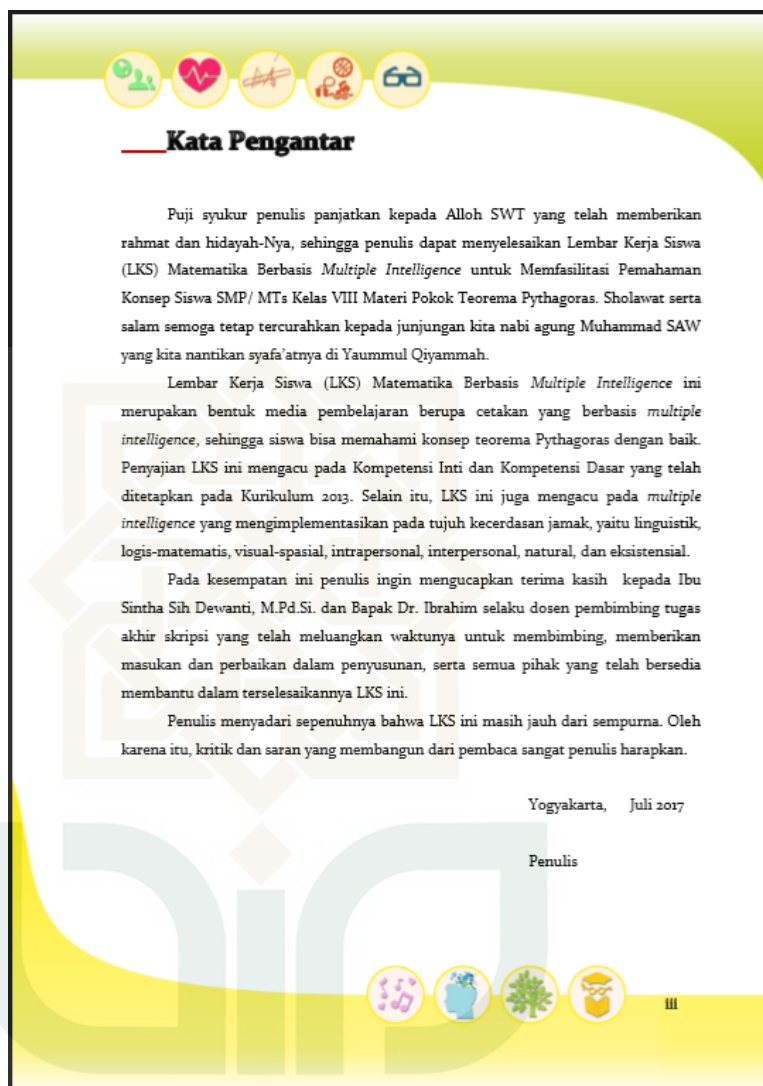 Kata Pengantar
Puji syukur penulis panjatkan kepada Alloh SWT yang telah memberikan
rahmat dan hidayah-Nya, sehingga penulis dapat menyelesaikan Lembar Kerja Siswa
(LKS) Matematika Berbasis Multiple Intelligence untuk Memfasilitasi Pemahaman
Konsep Siswa SMP/ MTs Kelas VIII Materi Pokok Teorema Pythagoras. Sholawat serta
salam semoga tetap tercurahkan kepada junjungan kita nabi agung Muhammad SAW
yang kita nantikan syafa'atnya di Yaummul Qiyammah.
Lembar Kerja Siswa (LKS) Matematika Berbasis Multiple Intelligence ini
merupakan bentuk media pembelajaran berupa cetakan yang berbasis multiple
intelligence, sehingga siswa bisa memahami konsep teorema Pythagoras dengan baik.
Penyajian LKS ini mengacu pada Kompetensi Inti dan Kompetensi Dasar yang telah
ditetapkan pada Kurikulum 2013. Selain itu, LKS ini juga mengacu pada multiple
intelligence yang mengimplementasikan pada tujuh kecerdasan jamak, yaitu linguistik,
logis-matematis, visual-spasial, intrapersonal, interpersonal, natural, dan eksistensial.
Pada kesempatan ini penulis ingin mengucapkan terima kasih kepada Ibu
Sintha Sih Dewanti, M.Pd.Si. dan Bapak Dr. Ibrahim selaku dosen pembimbing tugas
akhir skripsi yang telah meluangkan waktunya untuk membimbing, memberikan
masukan dan perbaikan dalam penyusunan, serta semua pihak yang telah bersedia
membantu dalam terselesaikannya LKS ini.
Penulis menyadari sepenuhnya bahwa LKS ini masih jauh dari sempurna. Oleh
karena itu, kritik dan saran yang membangun dari pembaca sangat penulis harapkan.
Yogyakarta, Juli 2017
Penulis
iii